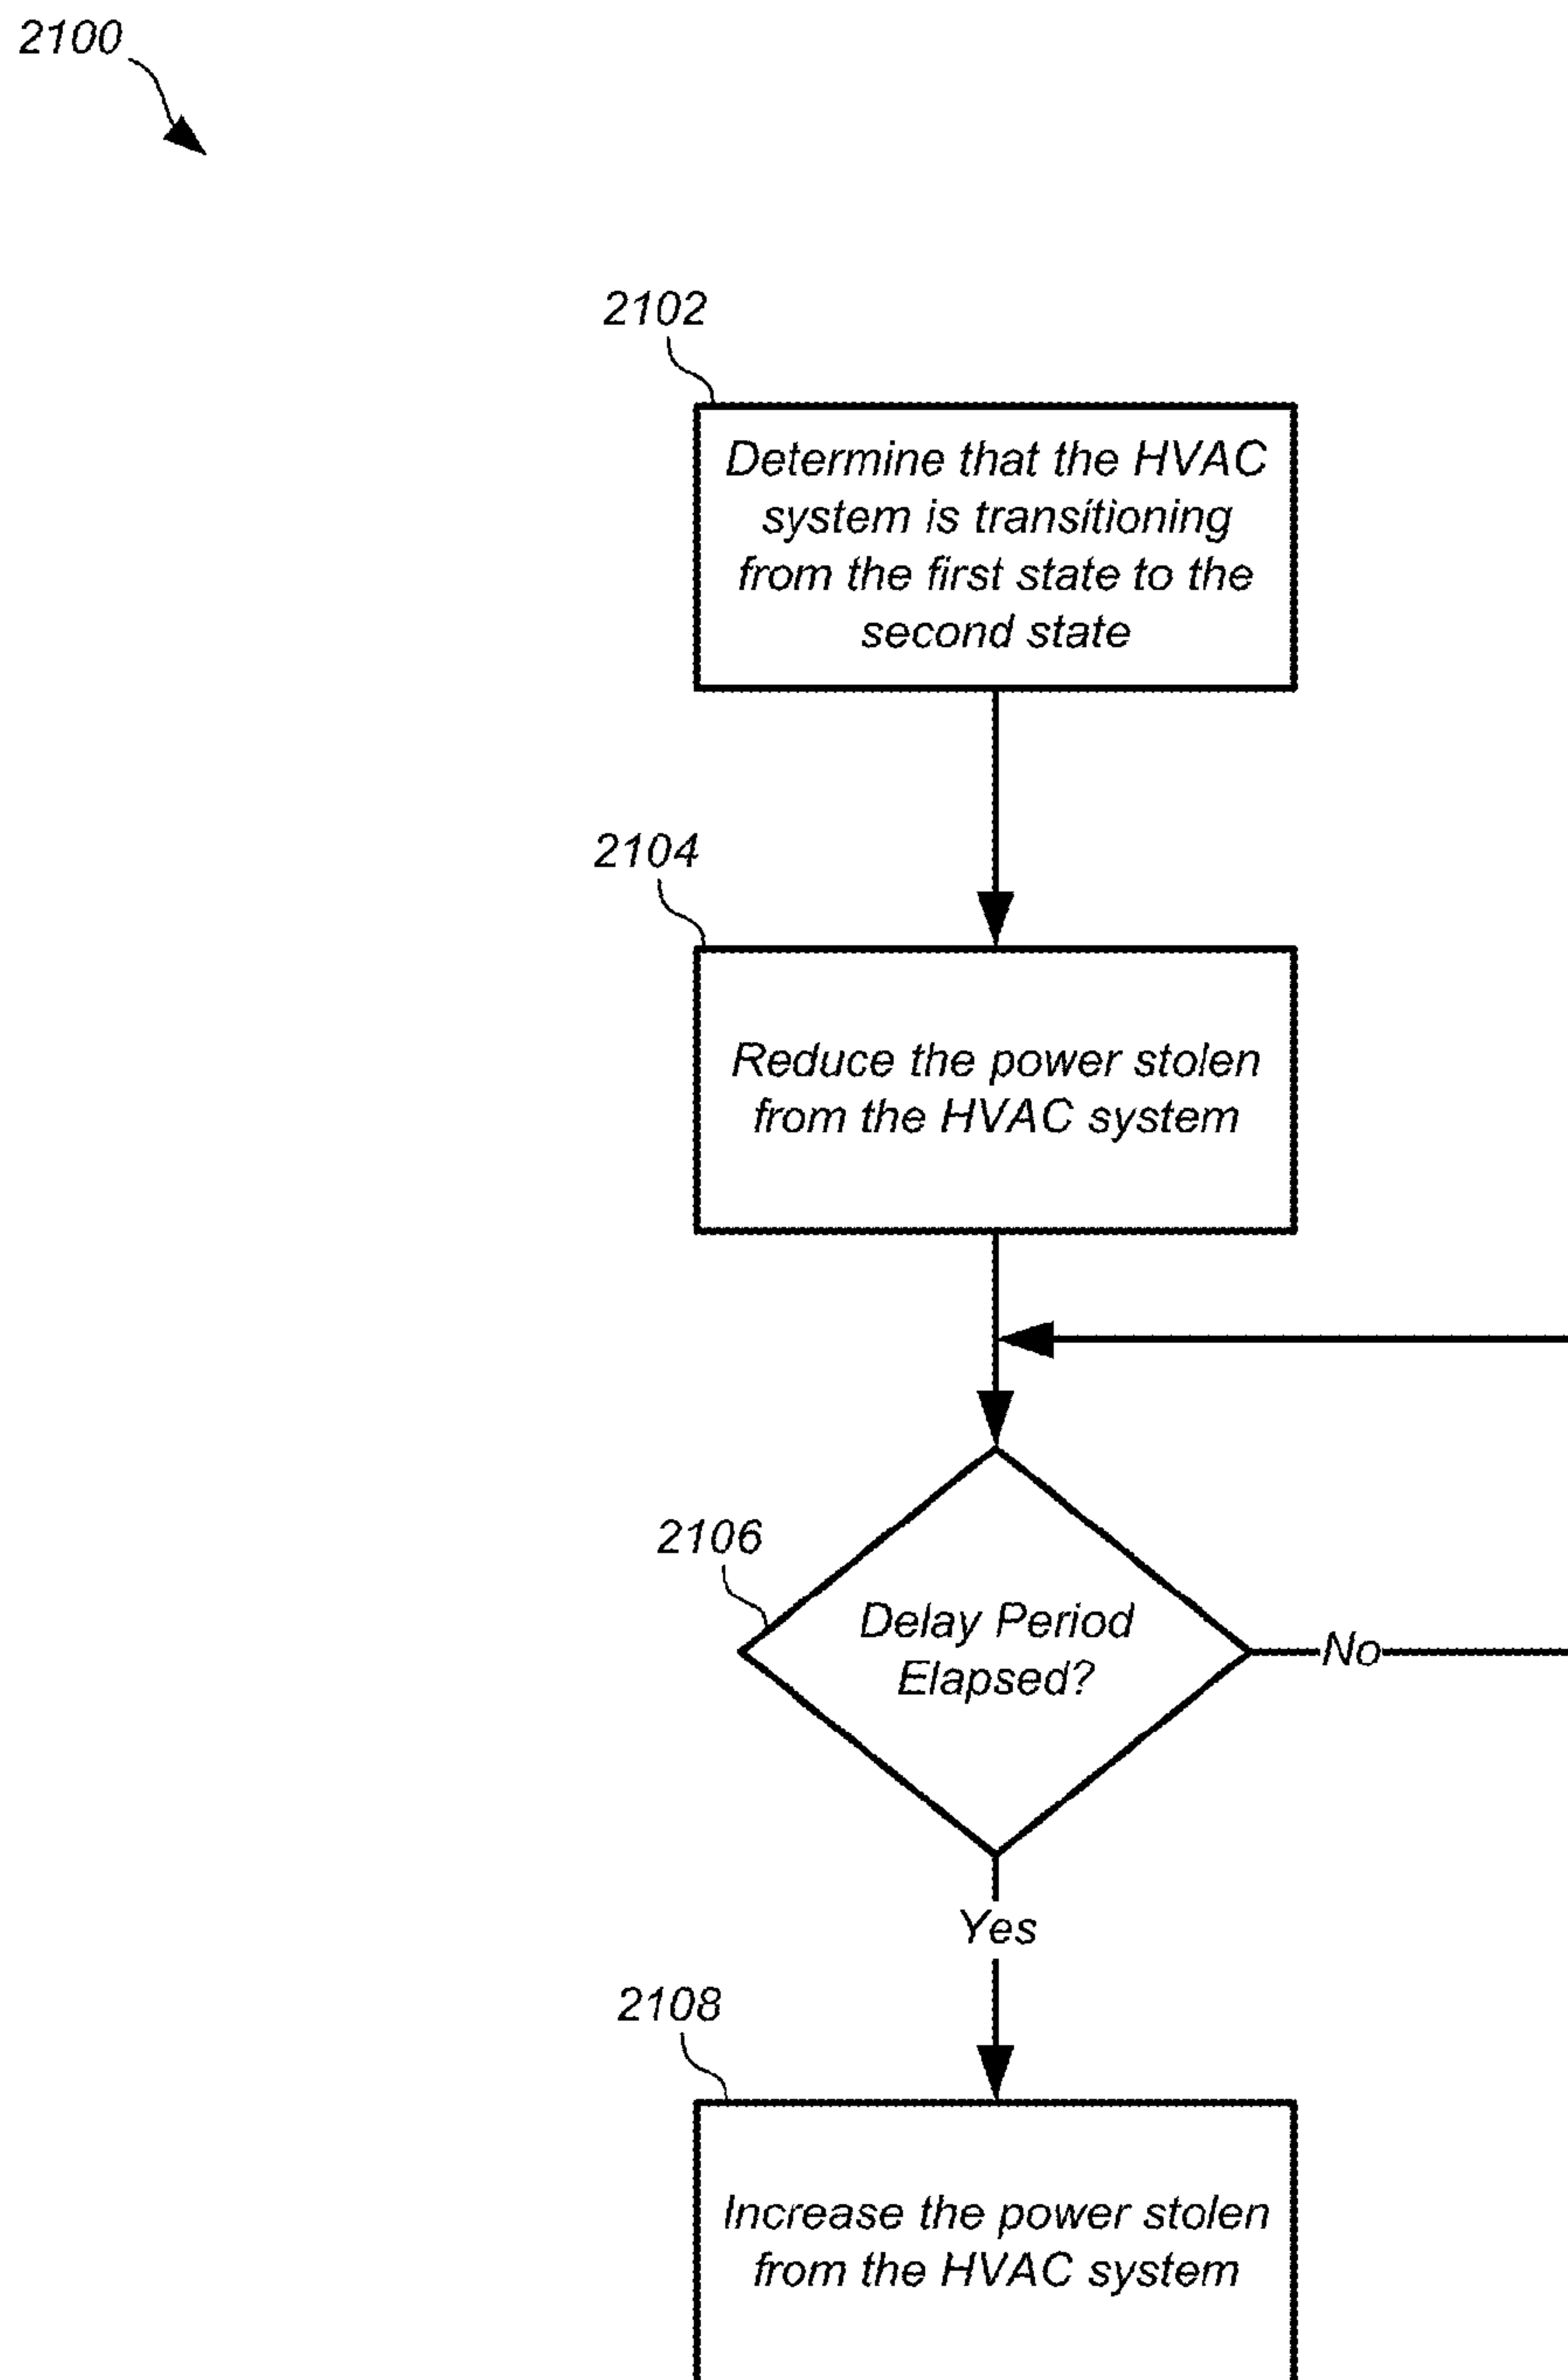 2100
2102
Determine that the HVAC
system is transitioning
from the first state to the
second state
2104
Reduce the power stolen
from the HVAC system
2106
Delay Period
Elapsed?
No
Yes
2108
Increase the power stolen
from the HVAC system